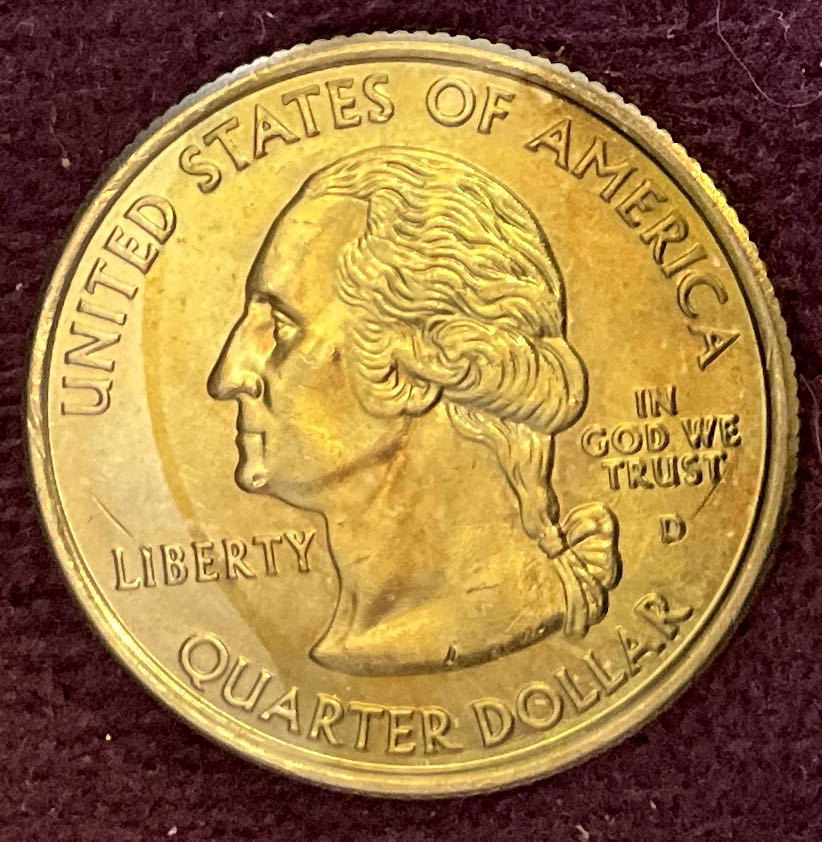 UNITED STATES OF AMERICA
IN
GOD WE
TRUST
D
LIBERTY
QUARTER DOLLAR